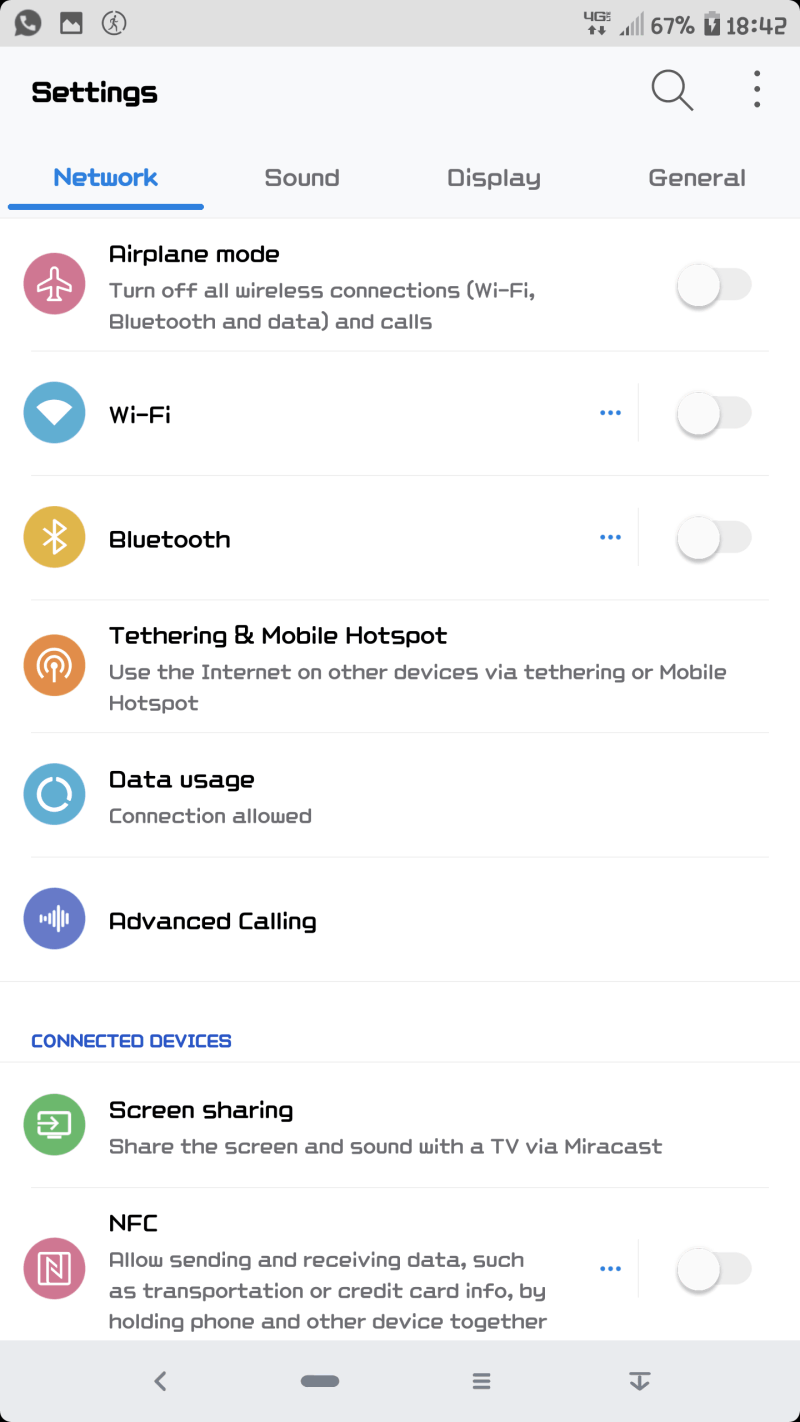 4G 67% 18:42
Settings
Network Sound Display General
Airplane mode
Turn off all wireless connections (Wi-Fi,
Bluetooth and data) and calls
Wi-Fi
Bluetooth
Tethering & Mobile Hotspot
Use the Internet on other devices via tethering or Mobile
Hotspot
Data usage
Connection allowed
Advanced Calling
CONNECTED DEVICES
Screen sharing
Share the screen and sound with a TV via Miracast
NFC
Allow sending and receiving data, such
as transportation or credit card info, by
holding phone and other device together